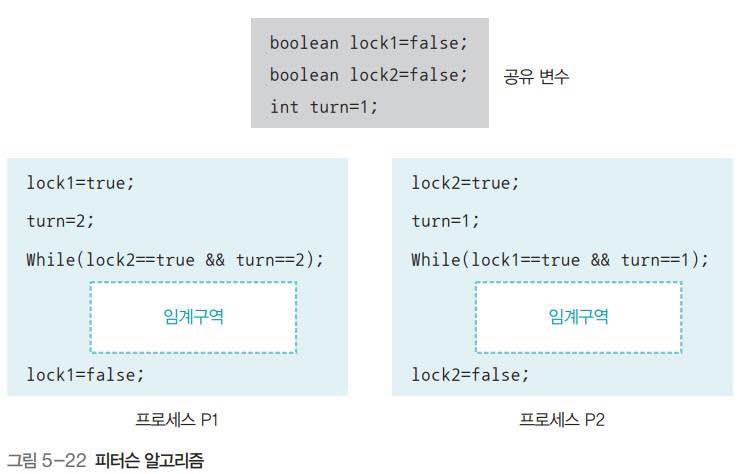 boolean lock1=false;
boolean lock2=false;
int turn=1;
공유 변수
lock1=true;
turn=2;
While(lock2==true && turn==2);
임계구역
lock1=false;
프로세스 P1
lock2=true;
turn=1;
While(lock1==true && turn==1);
임계구역
lock2=false;
프로세스 P2
그림 5-22 피터슨 알고리즘